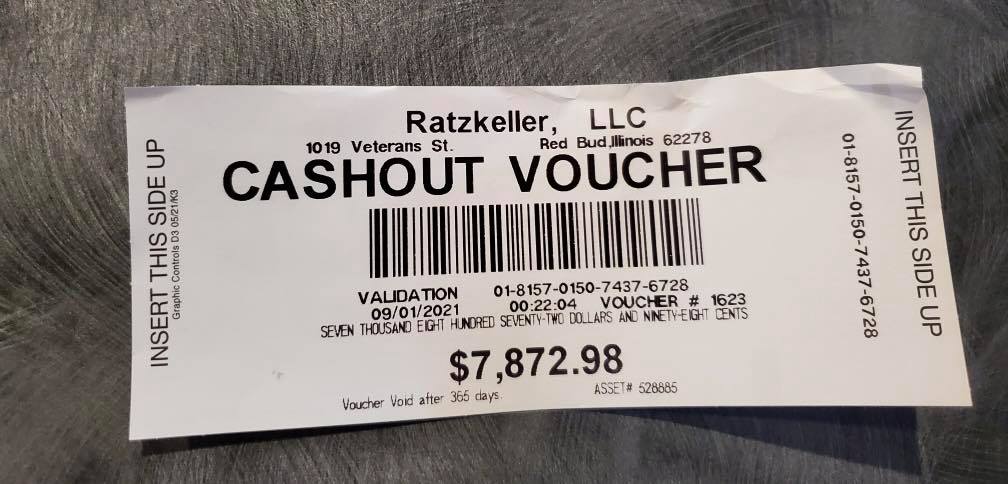 Ratzkeller, LLC
1019 Veterans St. Red Bud,Illinois 62278
CASHOUT VOUCHER
VALIDATION 01-8157-0150-7437-6728
09/01/2021 00:22:04 VOUCHER # 1623
SEVEN THOUSAND EIGHT HUNDRED SEVENTY-TWO DOLLARS AND NINETY-EIGHT CENTS
$7,872.98
Voucher Void after 365 days. ASSET# 528885
INSERT THIS SIDE UP
Graphic Controls D3 05/21/K3
01-8157-0150-7437-6728
INSERT THIS SIDE UP